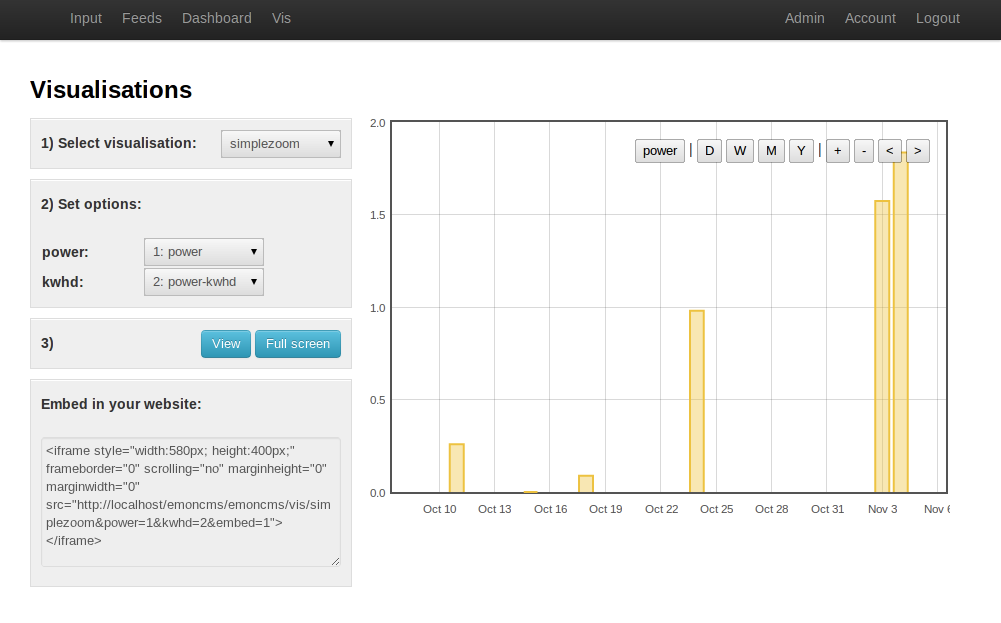 Input Feeds Dashboard Vis Admin Account Logout
Visualisations
1) Select visualisation: simplezoom
2) Set options:
power: 1: power
kwhd: 2: power-kwhd
3) View Full screen
Embed in your website:
<iframe style="width:580px; height:400px;"
frameborder="0" scrolling="no" marginheight="0"
marginwidth="0"
src="http://localhost/emoncms/emoncms/vis/sim
plezoom&power=1&kwhd=2&embed=1">
</iframe>
power | D W M Y | + - < >
2.0
1.5
1.0
0.5
0.0
Oct 10 Oct 13 Oct 16 Oct 19 Oct 22 Oct 25 Oct 28 Oct 31 Nov 3 Nov 6